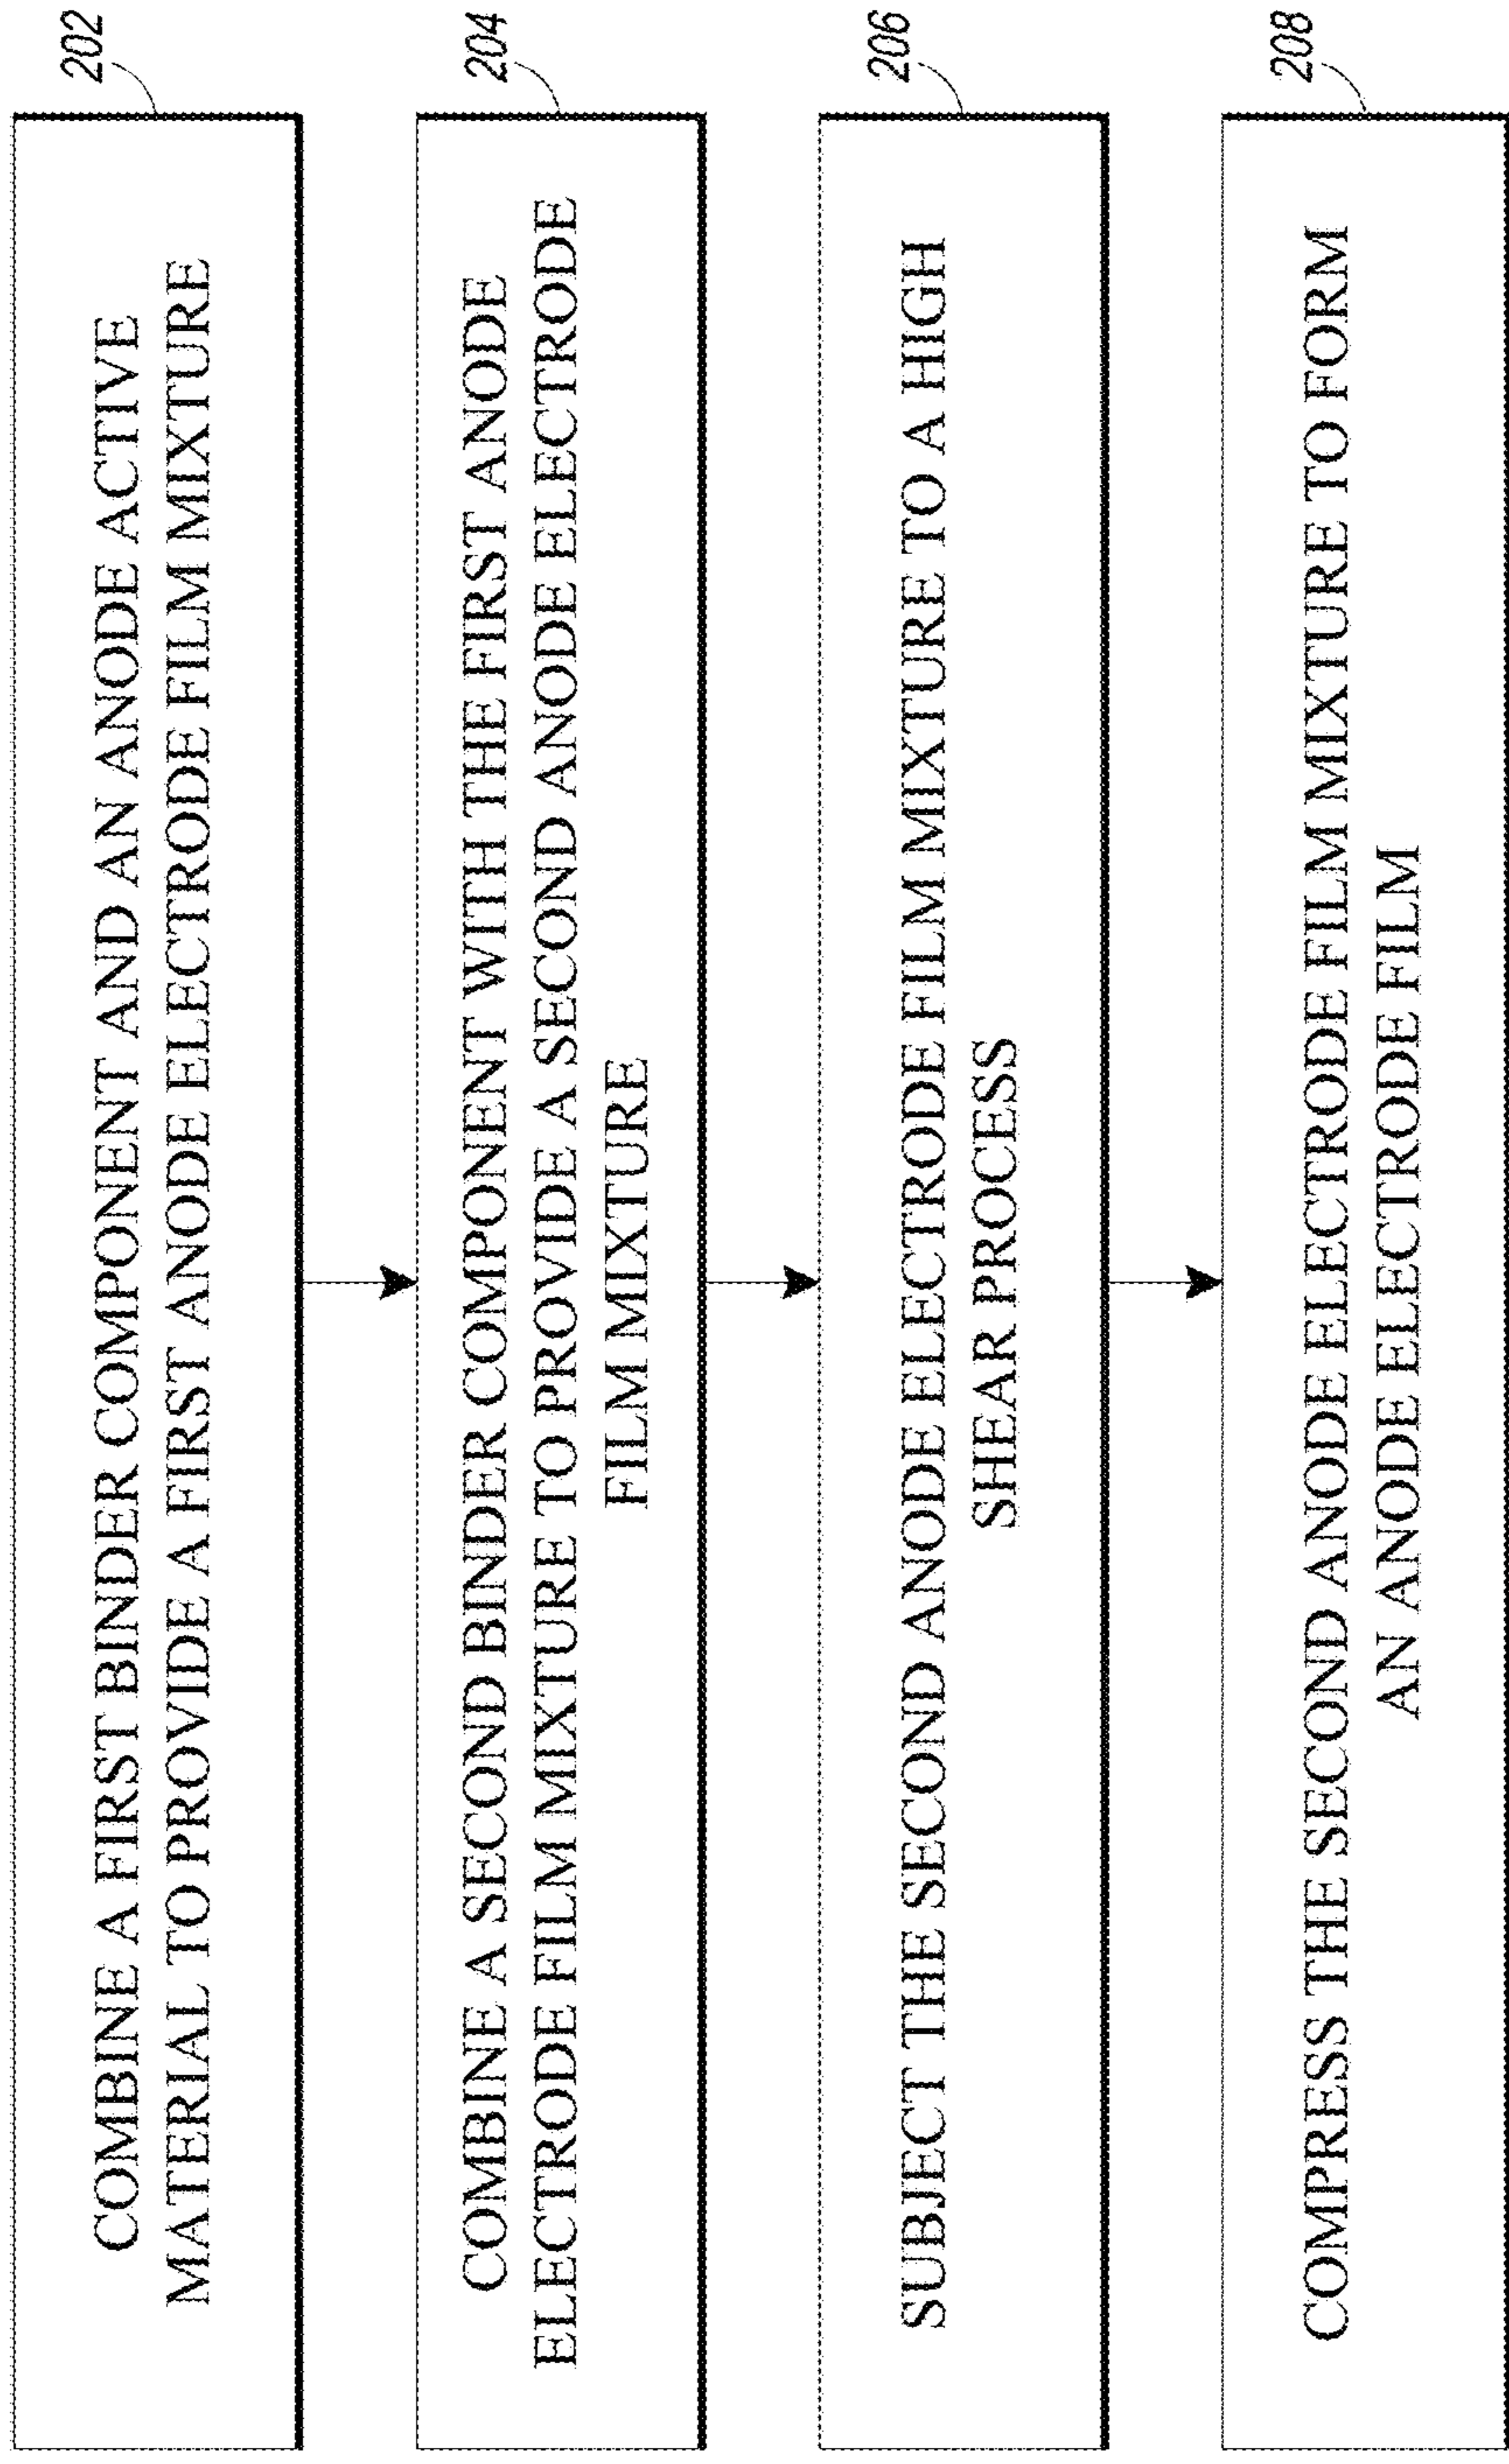 202
COMBINE A FIRST BINDER COMPONENT AND AN ANODE ACTIVE
MATERIAL TO PROVIDE A FIRST ANODE ELECTRODE FILM MIXTURE
204
COMBINE A SECOND BINDER COMPONENT WITH THE FIRST ANODE
ELECTRODE FILM MIXTURE TO PROVIDE A SECOND ANODE ELECTRODE
FILM MIXTURE
206
SUBJECT THE SECOND ANODE ELECTRODE FILM MIXTURE TO A HIGH
SHEAR PROCESS
208
COMPRESS THE SECOND ANODE ELECTRODE FILM MIXTURE TO FORM
AN ANODE ELECTRODE FILM